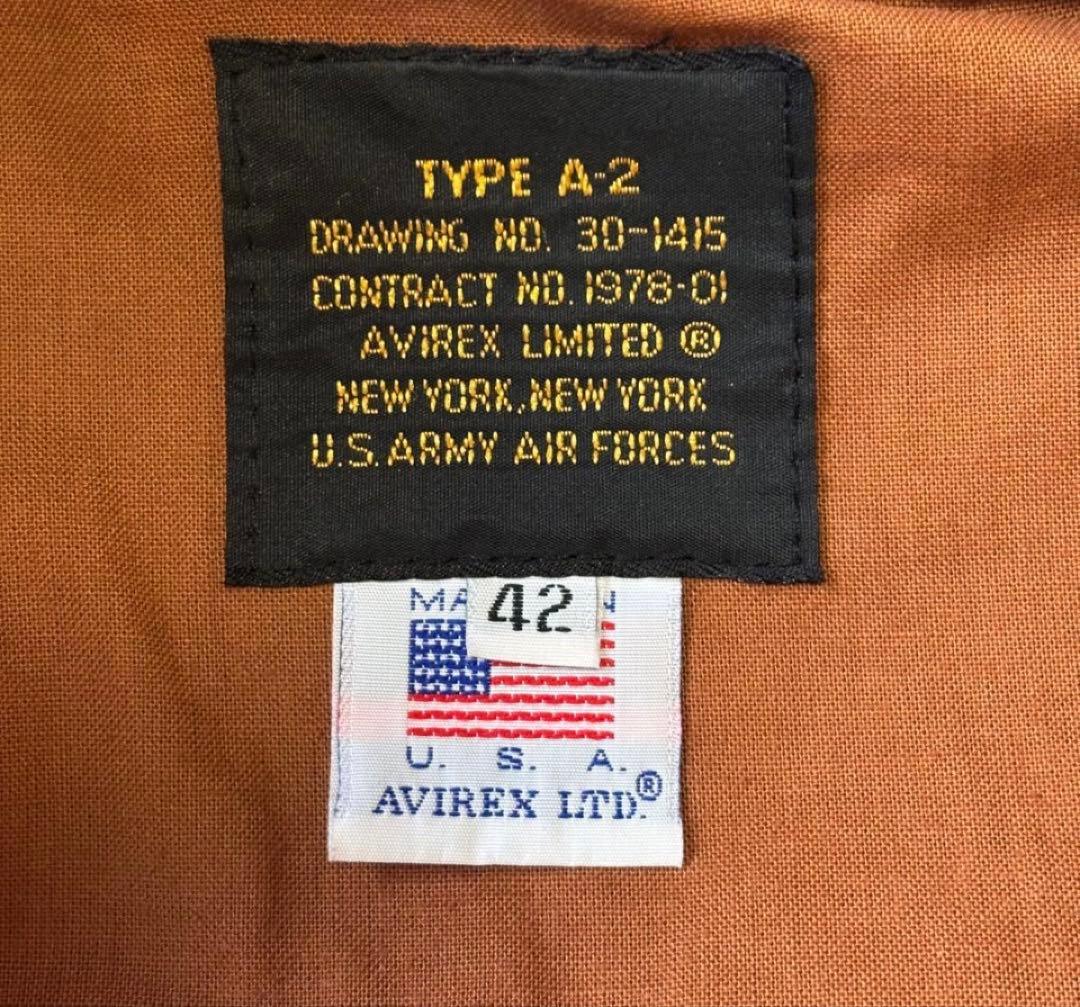 TYPE A-2
DRAWING NO. 30-1415
CONTRACT NO. 1978-01
AVIREX LIMITED ®
NEW YORK, NEW YORK
U.S. ARMY AIR FORCES
42
U. S. A.
AVIREX LTD.®